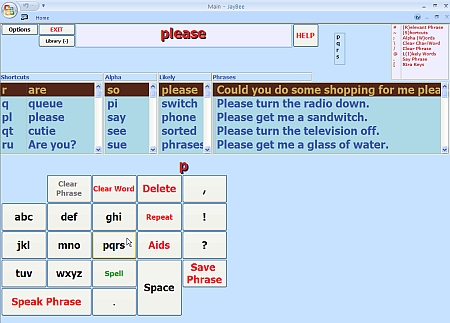 Main - JayBee
Home
Options
EXIT
Library (-)
please
HELP
p
q
r
s
[R]elevant Phrase
[S]hortcuts
Alpha [W]ords
Clear Char/Word
Clear Phrase
L[i]kely Words
Say Phrase
Xtra Keys
Shortcuts Alpha Likely Phrases
r are so please Could you do some shopping for me plea
q queue pi switch Please turn the radio down.
pl please say phone Please get me a sandwitch.
qt cutie see sorted Please turn the television off.
ru Are you? sue phrases Please get me a glass of water.
p
Clear Phrase Clear Word Delete ,
abc def ghi Repeat !
jkl mno pqrs Aids ?
tuv wxyz Spell Space Save Phrase
Speak Phrase .